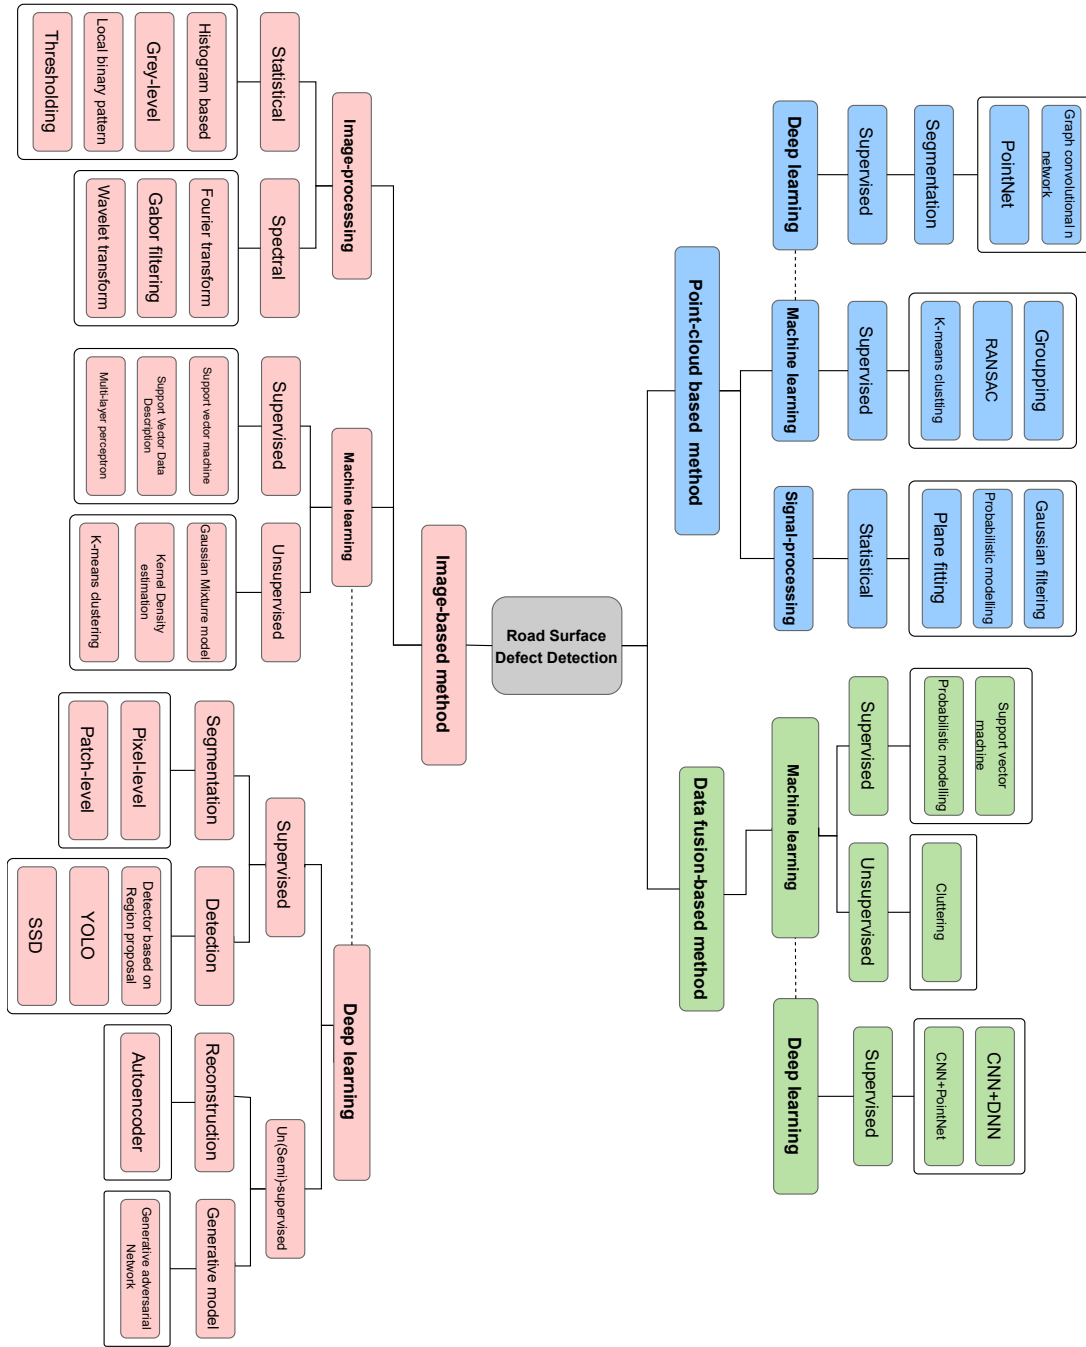 Road Surface
Defect Detection
Image-based method
Image-processing
Statistical
Histogram based
Grey-level
Local binary pattern
Thresholding
Spectral
Fourier transform
Gabor filtering
Wavelet transform
Machine learning
Supervised
Support vector machine
Support Vector Data
Description
Multi-layer perceptron
Unsupervised
Gaussian Mixturre model
Kernel Density
estimation
K-means clustering
Deep learning
Supervised
Segmentation
Pixel-level
Patch-level
Detection
Detector based on
Region proposal
YOLO
SSD
Un(Semi)-supervised
Reconstruction
Autoencoder
Generative model
Generative adversarial
Network
Point-cloud based method
Deep learning
Supervised
Segmentation
Graph convolutional n
network
PointNet
Machine learning
Supervised
Groupping
RANSAC
K-means clustting
Signal-processing
Statistical
Gaussian filtering
Probabilistic modelling
Plane fitting
Data fusion-based method
Machine learning
Supervised
Support vector
machine
Probabilistic modelling
Unsupervised
Cluttering
Deep learning
Supervised
CNN+DNN
CNN+PointNet